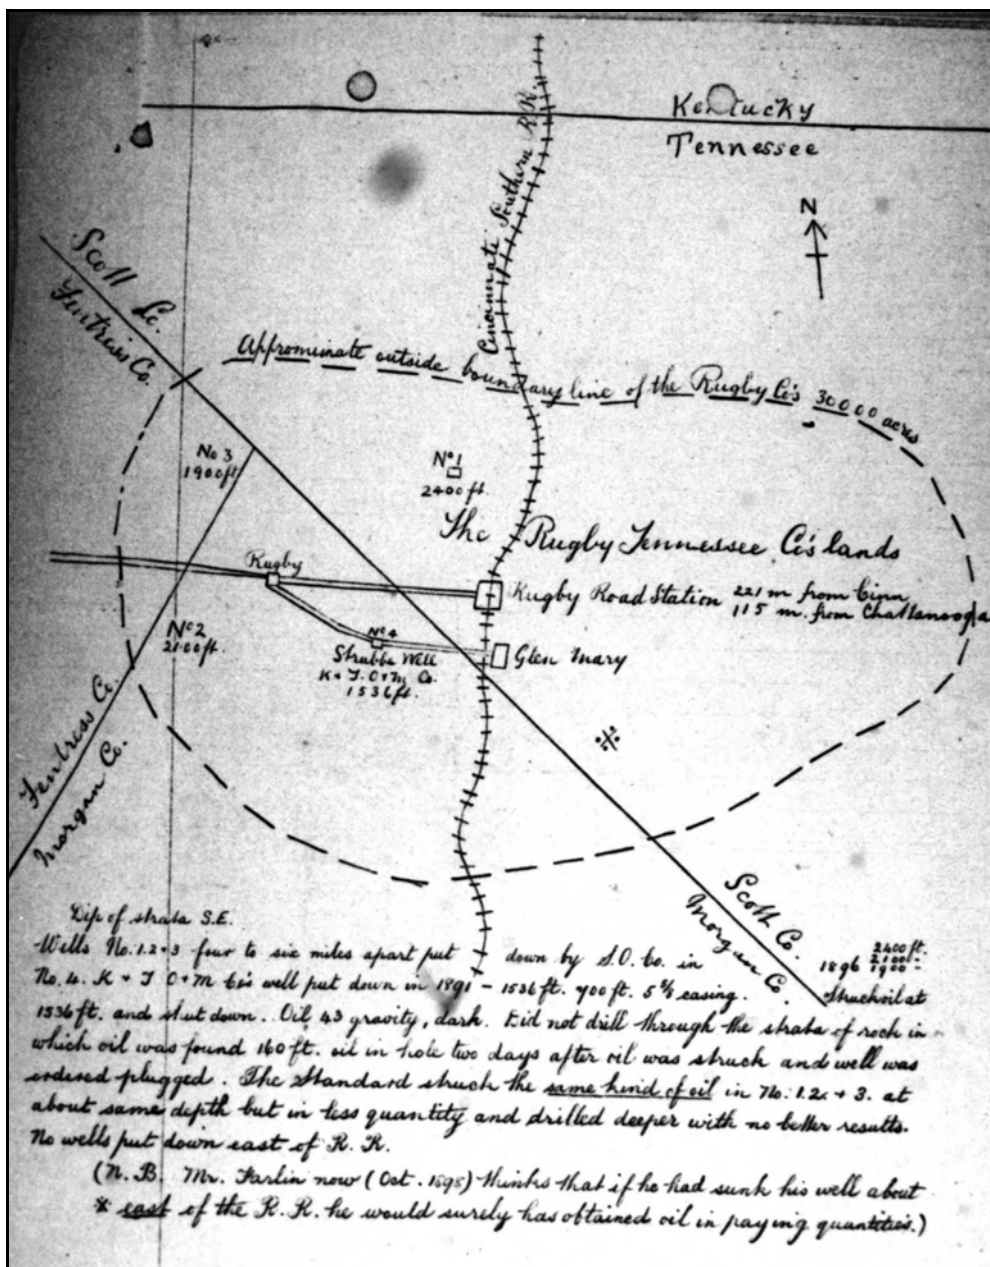 Kentucky
Tennessee
Cincinnati Southern R.R.
N
Scott Co.
Fentress Co.
Approximate outside boundary line of the Rugby Co's 30000 acres
No 3
1900 ft
No 1
2400 ft.
The Rugby Tennessee Co's lands
Rugby
Rugby Road Station 221 m from Cinn
115 m. from Chattanooga
No 2
2100 ft.
No 4
Well
K & T. O & M Co.
1536 ft.
Glen Mary
Fentress Co.
Morgan Co.
Scott Co.
Morgan Co.
Dip of strata S.E.
Wells No. 1.2 & 3 four to six miles apart put down by S.O. Co. in 1896 2400 ft. 2100 " 1900 "
No. 4. K & T O & M Co's well put down in 1891 - 1536 ft. 700 ft. 5 5/8 casing. Struck oil at
1536 ft. and shut down. Oil 43 gravity, dark. Did not drill through the strata of rock in
which oil was found 160 ft. oil in hole two days after oil was struck and well was
ordered plugged. The Standard struck the same kind of oil in No. 1.2. & 3. at
about same depth but in less quantity and drilled deeper with no better results.
No wells put down east of R. R.
(N.B. Mr. Farlin now (Oct. 1898) thinks that if he had sunk his well about
* east of the R. R. he would surely has obtained oil in paying quantities.)